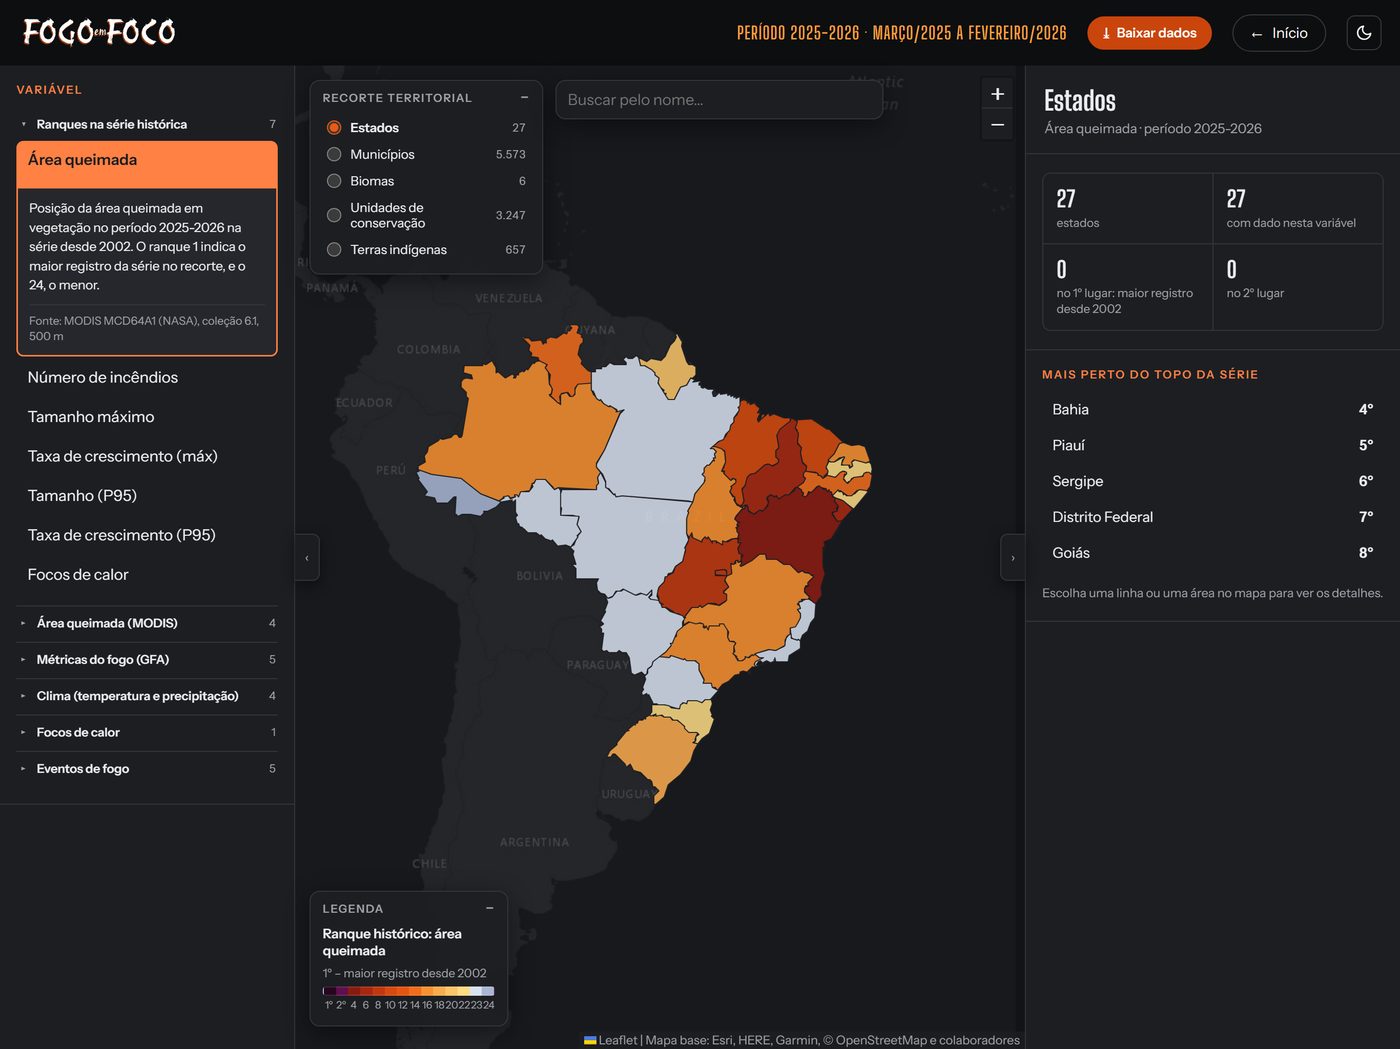 FOGO em FOCO
PERÍODO 2025-2026 · MARÇO/2025 A FEVEREIRO/2026
Baixar dados
← Início
VARIÁVEL
Ranques na série histórica 7
Área queimada
Posição da área queimada em
vegetação no período 2025-2026 na
série desde 2002. O ranque 1 indica o
maior registro da série no recorte, e o
24, o menor.
Fonte: MODIS MCD64A1 (NASA), coleção 6.1,
500 m
Número de incêndios
Tamanho máximo
Taxa de crescimento (máx)
Tamanho (P95)
Taxa de crescimento (P95)
Focos de calor
Área queimada (MODIS) 4
Métricas do fogo (GFA) 5
Clima (temperatura e precipitação) 4
Focos de calor 1
Eventos de fogo 5
RECORTE TERRITORIAL −
Estados 27
Municípios 5.573
Biomas 6
Unidades de
conservação 3.247
Terras indígenas 657
Buscar pelo nome...
+
−
PANAMÁ
VENEZUELA
GUYANA
COLOMBIA
ECUADOR
PERÚ
BRAZIL
BOLIVIA
PARAGUAY
URUGUAY
ARGENTINA
CHILE
LEGENDA −
Ranque histórico: área
queimada
1º – maior registro desde 2002
1º 2º 4 6 8 10 12 14 16 18 20 22 23 24
Leaflet | Mapa base: Esri, HERE, Garmin, © OpenStreetMap e colaboradores
Estados
Área queimada · período 2025-2026
27
estados
27
com dado nesta variável
0
no 1º lugar: maior registro
desde 2002
0
no 2º lugar
MAIS PERTO DO TOPO DA SÉRIE
Bahia 4º
Piauí 5º
Sergipe 6º
Distrito Federal 7º
Goiás 8º
Escolha uma linha ou uma área no mapa para ver os detalhes.